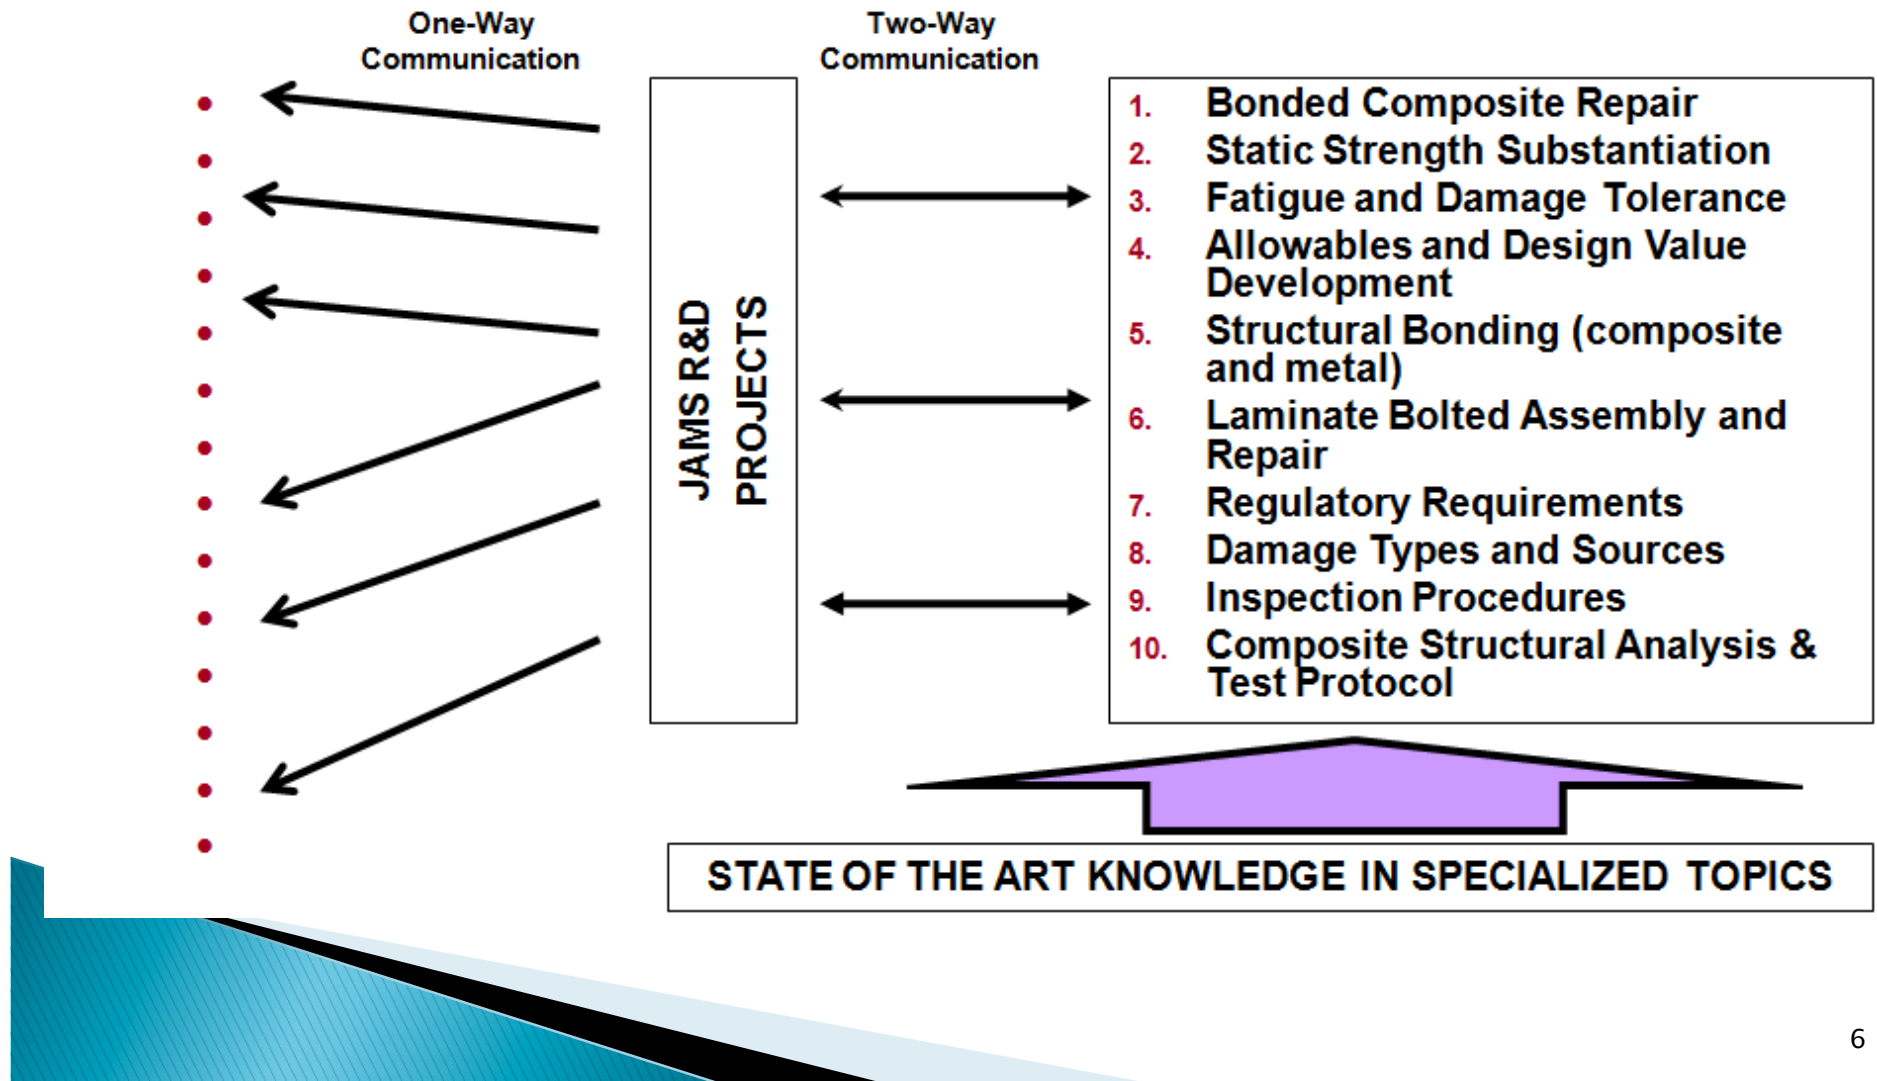 One-Way
Communication
Two-Way
Communication
JAMS R&D
PROJECTS
1. Bonded Composite Repair
2. Static Strength Substantiation
3. Fatigue and Damage Tolerance
4. Allowables and Design Value
Development
5. Structural Bonding (composite
and metal)
6. Laminate Bolted Assembly and
Repair
7. Regulatory Requirements
8. Damage Types and Sources
9. Inspection Procedures
10. Composite Structural Analysis &
Test Protocol
STATE OF THE ART KNOWLEDGE IN SPECIALIZED TOPICS
6